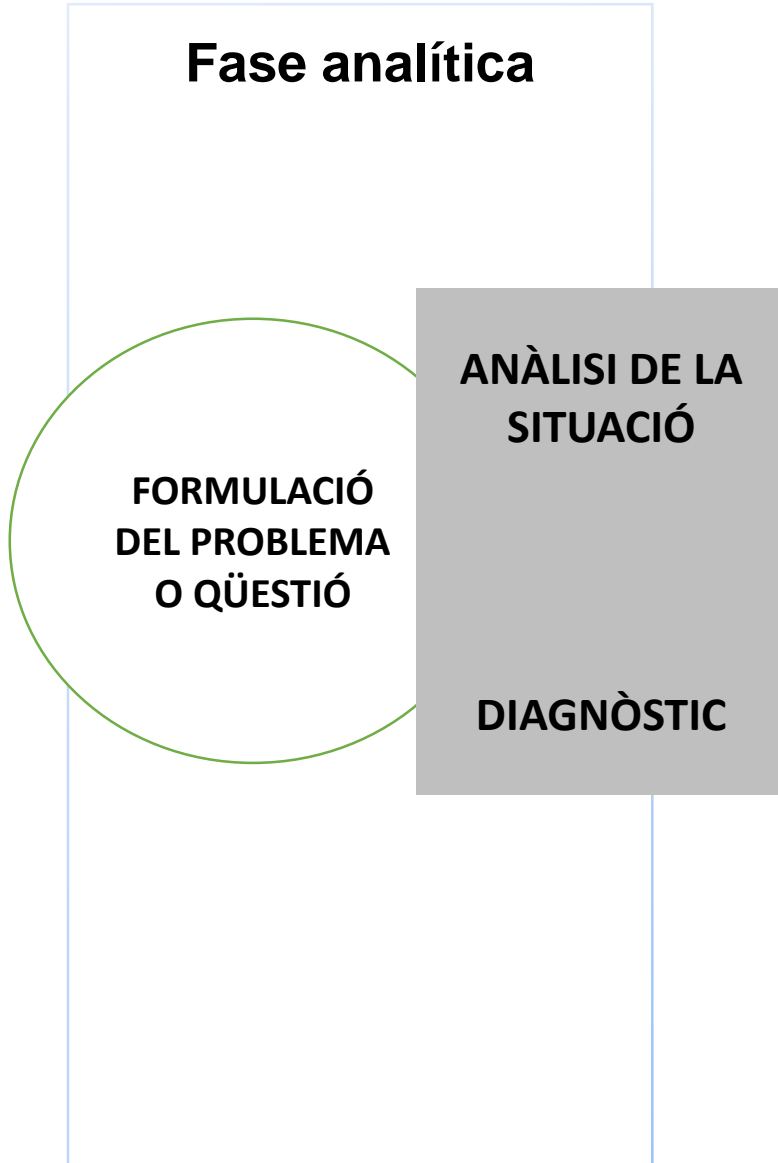 Fase analítica
FORMULACIÓ
DEL PROBLEMA
O QÜESTIÓ
ANÀLISI DE LA
SITUACIÓ
DIAGNÒSTIC